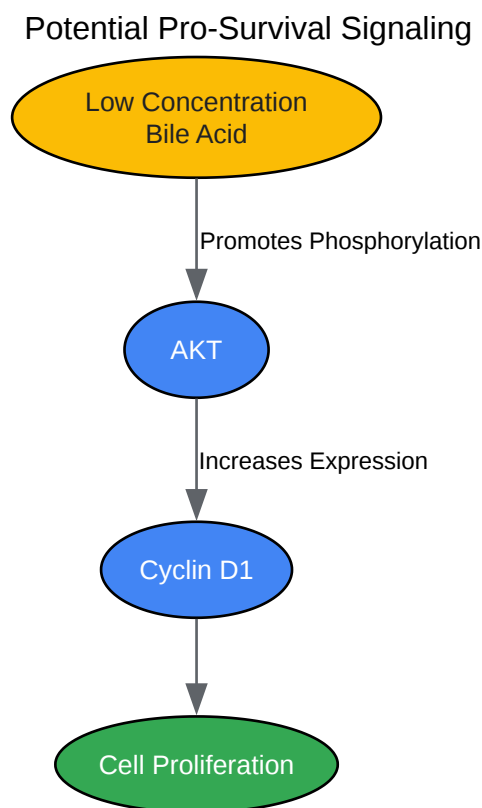 Potential Pro-Survival Signaling
Low Concentration
Bile Acid
Promotes Phosphorylation
AKT
Increases Expression
Cyclin D1
Cell Proliferation